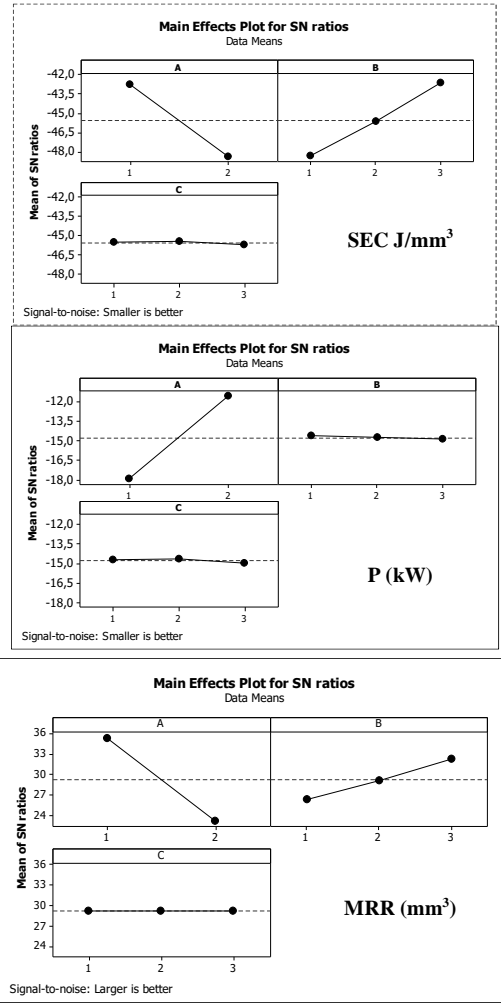 Main Effects Plot for SN ratios
Data Means
A B
-42,0
-43,5
-45,0
-46,5
-48,0
1 2 1 2 3
C
-42,0
-43,5
-45,0
-46,5
-48,0
1 2 3
Mean of SN ratios
SEC J/mm³
Signal-to-noise: Smaller is better
Main Effects Plot for SN ratios
Data Means
A B
-12,0
-13,5
-15,0
-16,5
-18,0
1 2 1 2 3
C
-12,0
-13,5
-15,0
-16,5
-18,0
1 2 3
Mean of SN ratios
P (kW)
Signal-to-noise: Smaller is better
Main Effects Plot for SN ratios
Data Means
A B
36
33
30
27
24
1 2 1 2 3
C
36
33
30
27
24
1 2 3
Mean of SN ratios
MRR (mm³)
Signal-to-noise: Larger is better